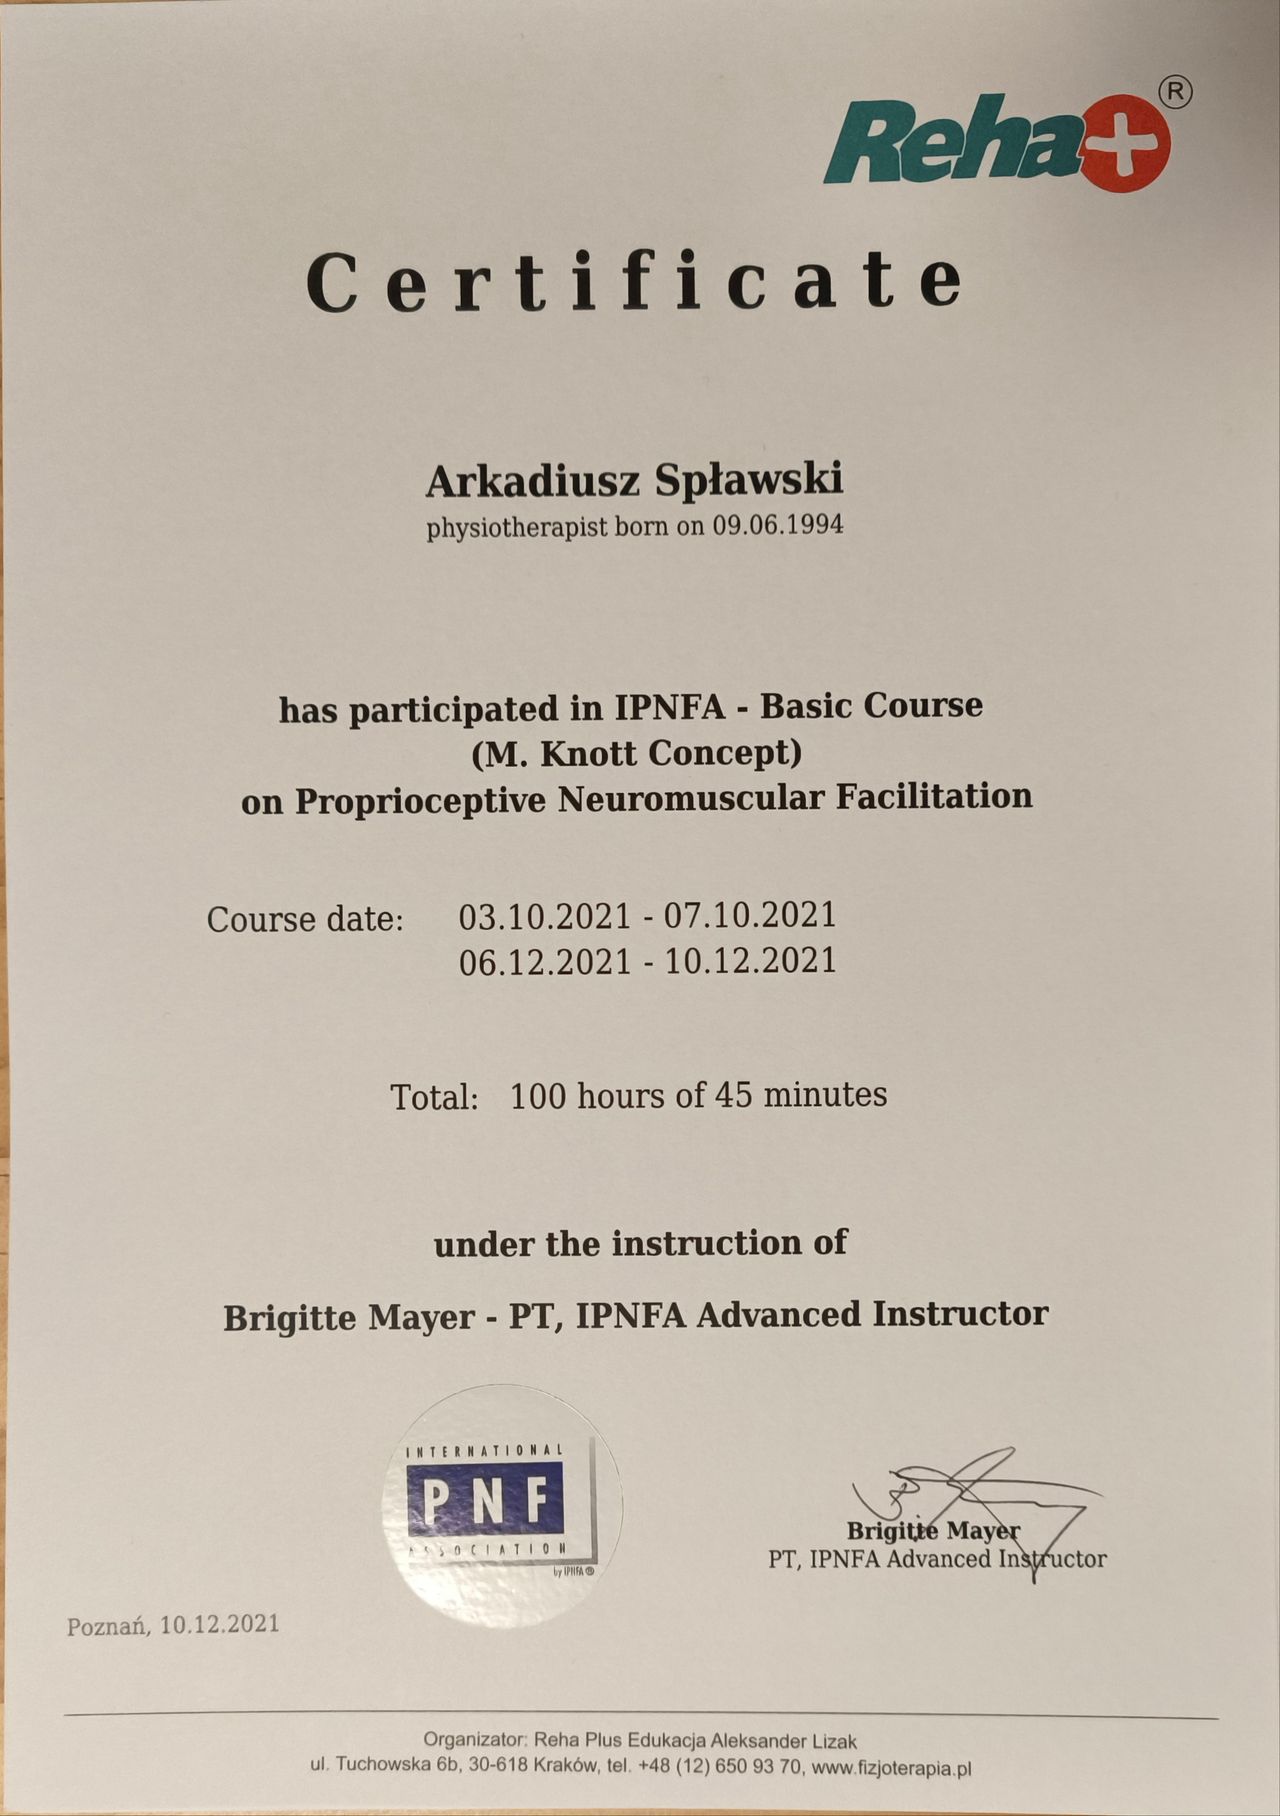 Reha+®
Certificate
Arkadiusz Spławski
physiotherapist born on 09.06.1994
has participated in IPNFA - Basic Course
(M. Knott Concept)
on Proprioceptive Neuromuscular Facilitation
Course date: 03.10.2021 - 07.10.2021
06.12.2021 - 10.12.2021
Total: 100 hours of 45 minutes
under the instruction of
Brigitte Mayer - PT, IPNFA Advanced Instructor
INTERNATIONAL
PNF
ASSOCIATION
by IPNFA®
Brigitte Mayer
PT, IPNFA Advanced Instructor
Poznań, 10.12.2021
Organizator: Reha Plus Edukacja Aleksander Lizak
ul. Tuchowska 6b, 30-618 Kraków, tel. +48 (12) 650 93 70, www.fizjoterapia.pl